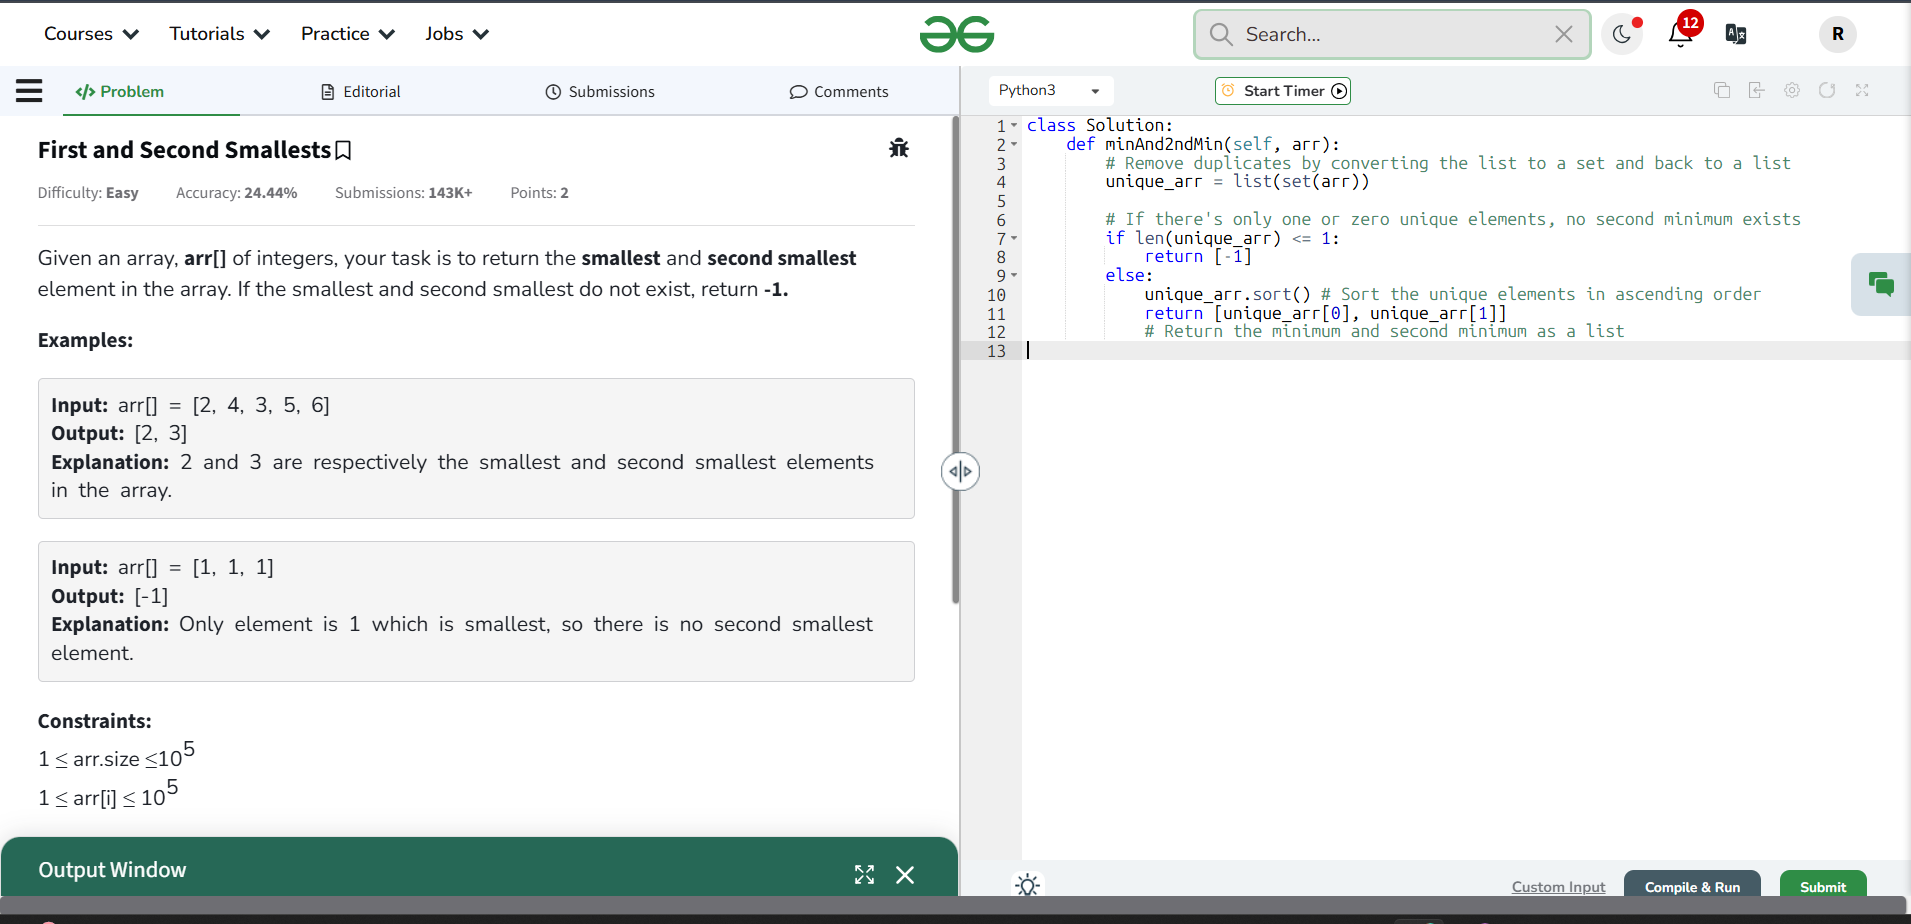 Courses Tutorials Practice Jobs Search... 12 R
Problem Editorial Submissions Comments
Python3 Start Timer
First and Second Smallests
Difficulty: Easy Accuracy: 24.44% Submissions: 143K+ Points: 2
Given an array, arr[] of integers, your task is to return the smallest and second smallest
element in the array. If the smallest and second smallest do not exist, return -1.
Examples:
Input: arr[] = [2, 4, 3, 5, 6]
Output: [2, 3]
Explanation: 2 and 3 are respectively the smallest and second smallest elements
in the array.
Input: arr[] = [1, 1, 1]
Output: [-1]
Explanation: Only element is 1 which is smallest, so there is no second smallest
element.
Constraints:
1 ≤ arr.size ≤10^5
1 ≤ arr[i] ≤ 10^5
Output Window
1 class Solution:
2     def minAnd2ndMin(self, arr):
3         # Remove duplicates by converting the list to a set and back to a list
4         unique_arr = list(set(arr))
5
6         # If there's only one or zero unique elements, no second minimum exists
7         if len(unique_arr) <= 1:
8             return [-1]
9         else:
10             unique_arr.sort() # Sort the unique elements in ascending order
11             return [unique_arr[0], unique_arr[1]]
12             # Return the minimum and second minimum as a list
13
Custom Input Compile & Run Submit